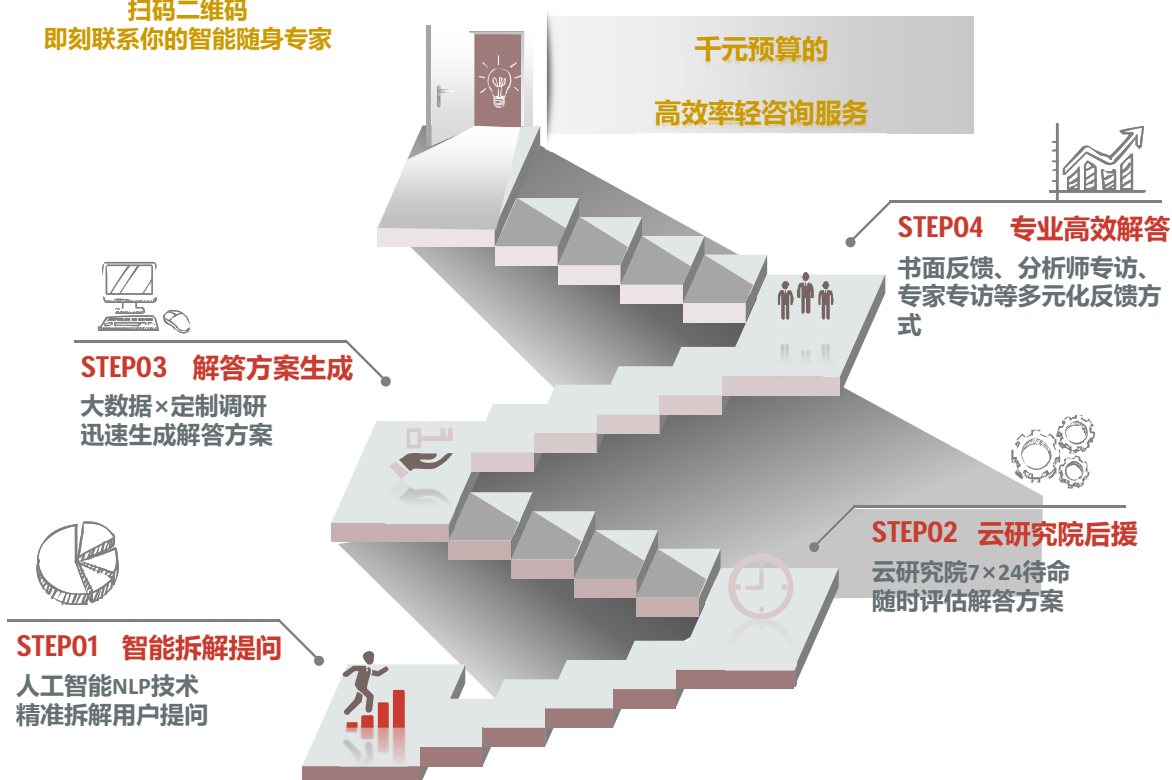 扫码二维码
即刻联系你的智能随身专家
千元预算的
高效率轻咨询服务
STEP04 专业高效解答
书面反馈、分析师专访、
专家专访等多元化反馈方
式
STEP03 解答方案生成
大数据×定制调研
迅速生成解答方案
STEP02 云研究院后援
云研究院7×24待命
随时评估解答方案
STEP01 智能拆解提问
人工智能NLP技术
精准拆解用户提问